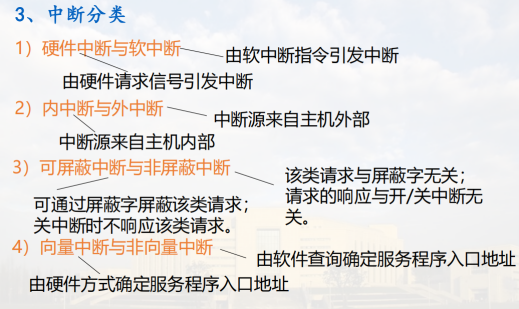 3、中断分类
1）硬件中断与软中断
由软中断指令引发中断
由硬件请求信号引发中断
2）内中断与外中断
中断源来自主机外部
中断源来自主机内部
3）可屏蔽中断与非屏蔽中断
该类请求与屏蔽字无关；
请求的响应与开/关中断无
关。
可通过屏蔽字屏蔽该类请求；
关中断时不响应该类请求。
4）向量中断与非向量中断
由软件查询确定服务程序入口地址
由硬件方式确定服务程序入口地址